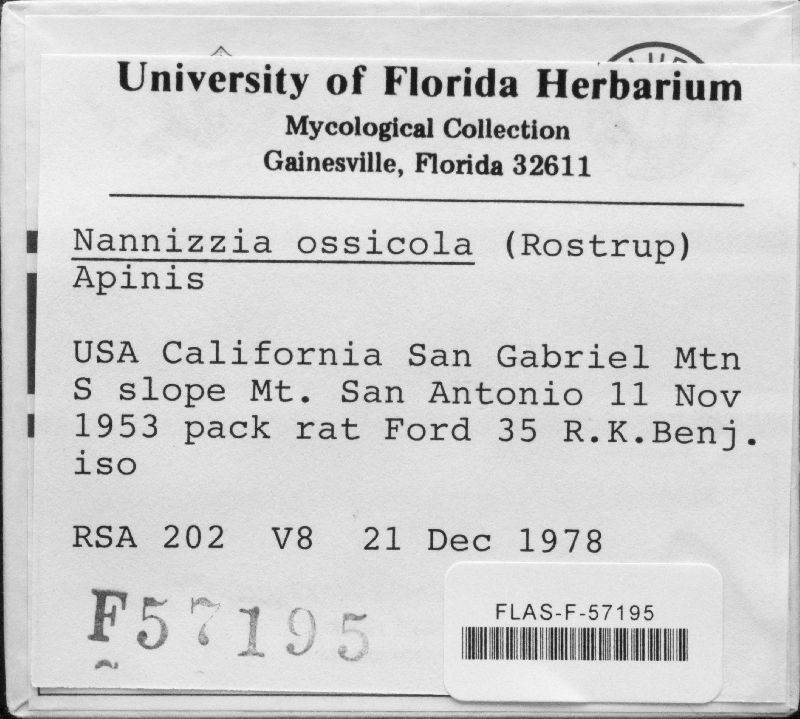 University of Florida Herbarium
Mycological Collection
Gainesville, Florida 32611
Nannizzia ossicola (Rostrup)
Apinis
USA California San Gabriel Mtn
S slope Mt. San Antonio 11 Nov
1953 pack rat Ford 35 R.K.Benj.
iso
RSA 202 V8 21 Dec 1978
F57195
FLAS-F-57195